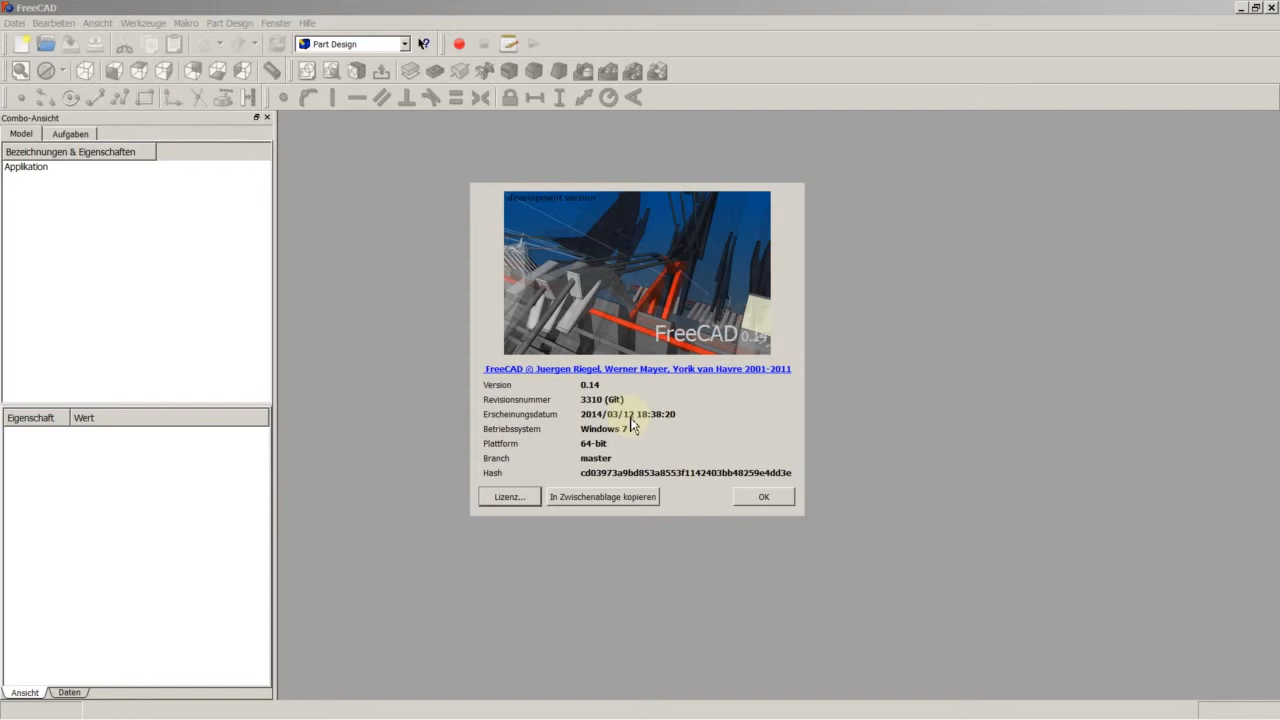 FreeCAD
Datei Bearbeiten Ansicht Werkzeuge Makro Part Design Fenster Hilfe
Part Design
Combo-Ansicht
Model Aufgaben
Bezeichnungen & Eigenschaften
Applikation
development version
FreeCAD 0.14
FreeCAD © Juergen Riegel, Werner Mayer, Yorik van Havre 2001-2011
Version 0.14
Revisionsnummer 3310 (Git)
Erscheinungsdatum 2014/03/12 18:38:20
Betriebssystem Windows 7
Plattform 64-bit
Branch master
Hash cd03973a9bd853a8553f1142403bb48259e4dd3e
Lizenz... In Zwischenablage kopieren OK
Eigenschaft Wert
Ansicht Daten